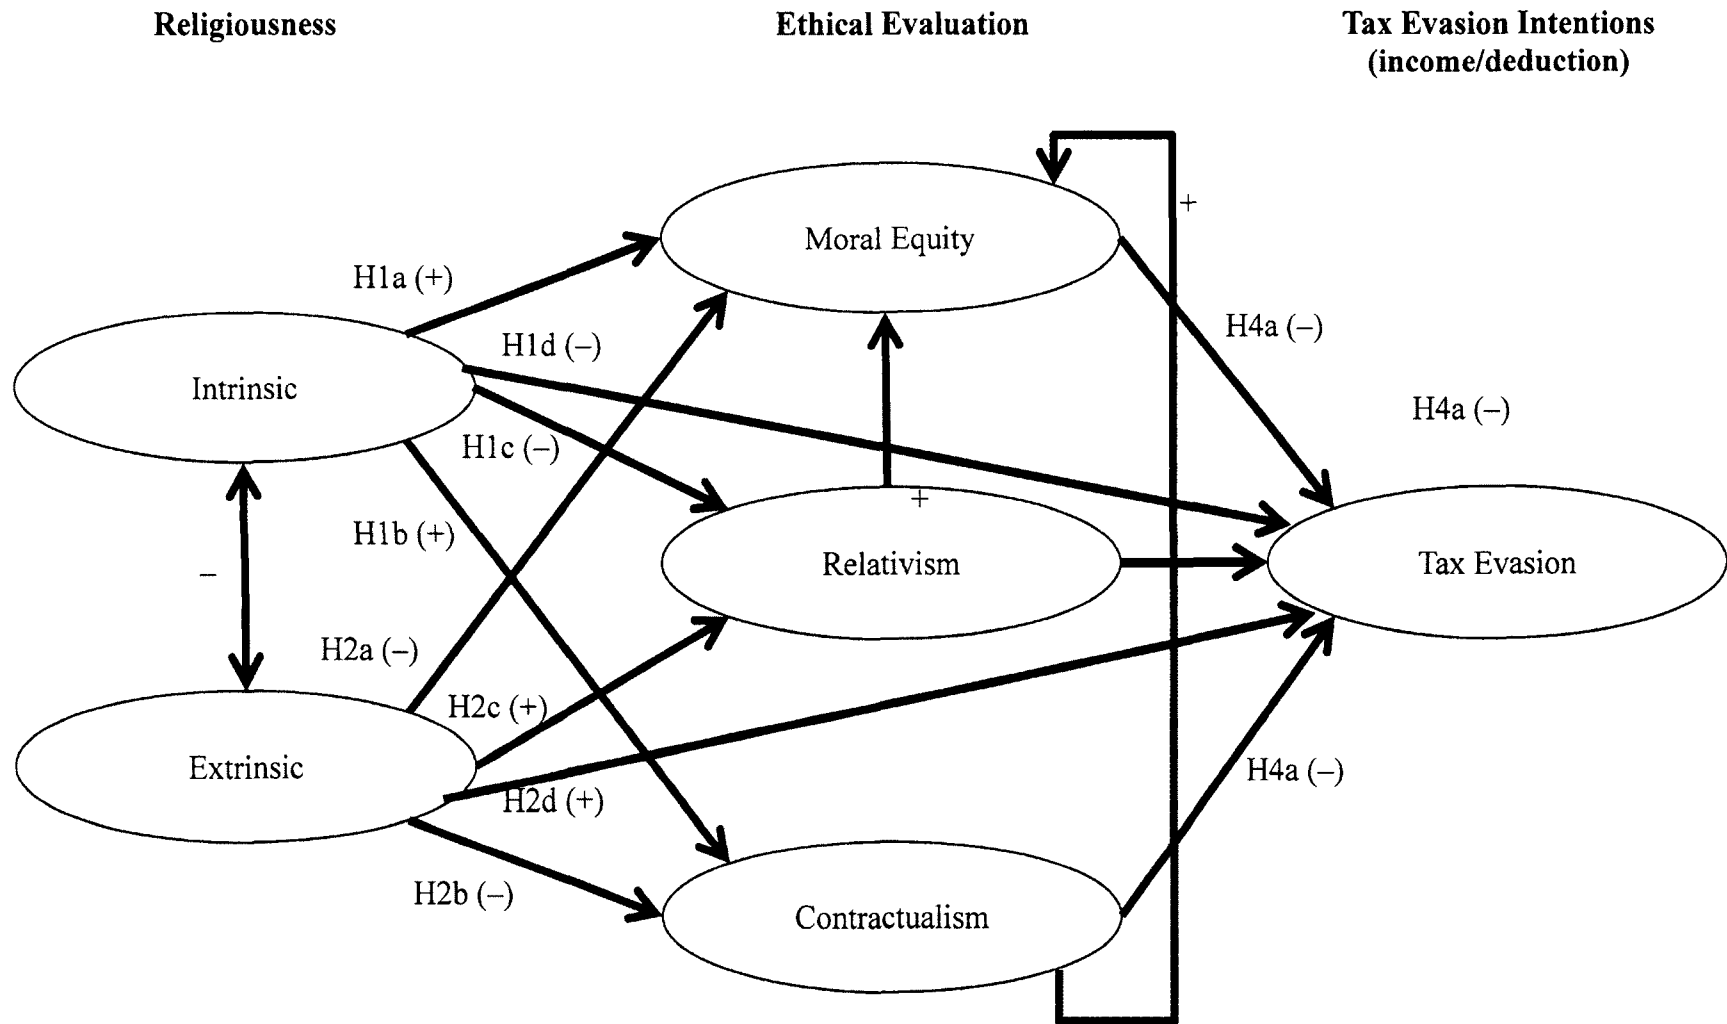 Religiousness
Ethical Evaluation
Tax Evasion Intentions
(income/deduction)
+
Moral Equity
H1a (+)
H4a (–)
H1d (–)
Intrinsic
H4a (–)
H1c (–)
+
H1b (+)
Relativism
Tax Evasion
–
H2a (–)
H2c (+)
Extrinsic
H4a (–)
H2d (+)
H2b (–)
Contractualism